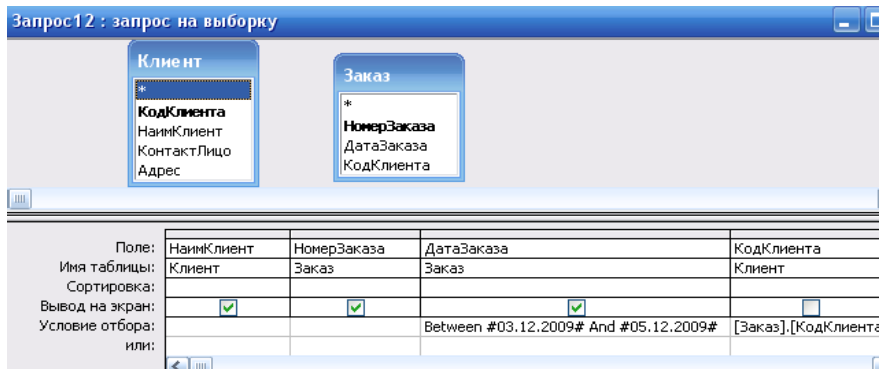 Запрос12 : запрос на выборку
Клиент
*
КодКлиента
НаимКлиент
КонтактЛицо
Адрес
Заказ
*
НомерЗаказа
ДатаЗаказа
КодКлиента
Поле: НаимКлиент НомерЗаказа ДатаЗаказа КодКлиента
Имя таблицы: Клиент Заказ Заказ Клиент
Сортировка:
Вывод на экран:
Условие отбора: Between #03.12.2009# And #05.12.2009# [Заказ].[КодКлиента
или: